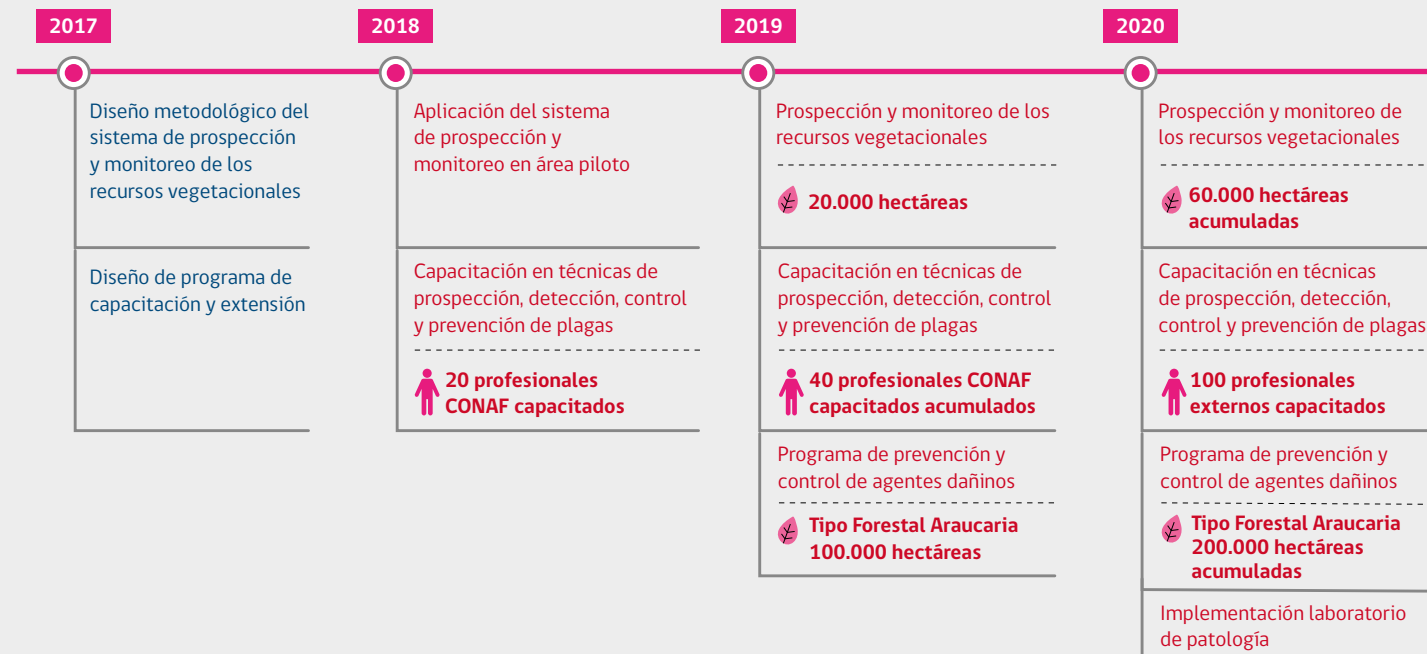 2017
Diseño metodológico del
sistema de prospección
y monitoreo de los
recursos vegetacionales
Diseño de programa de
capacitación y extensión
2018
Aplicación del sistema
de prospección y
monitoreo en área piloto
Capacitación en técnicas de
prospección, detección, control
y prevención de plagas
20 profesionales
CONAF capacitados
2019
Prospección y monitoreo de los
recursos vegetacionales
20.000 hectáreas
Capacitación en técnicas de
prospección, detección, control
y prevención de plagas
40 profesionales CONAF
capacitados acumulados
Programa de prevención y
control de agentes dañinos
Tipo Forestal Araucaria
100.000 hectáreas
2020
Prospección y monitoreo de
los recursos vegetacionales
60.000 hectáreas
acumuladas
Capacitación en técnicas
de prospección, detección,
control y prevención de plagas
100 profesionales
externos capacitados
Programa de prevención y
control de agentes dañinos
Tipo Forestal Araucaria
200.000 hectáreas
acumuladas
Implementación laboratorio
de patología